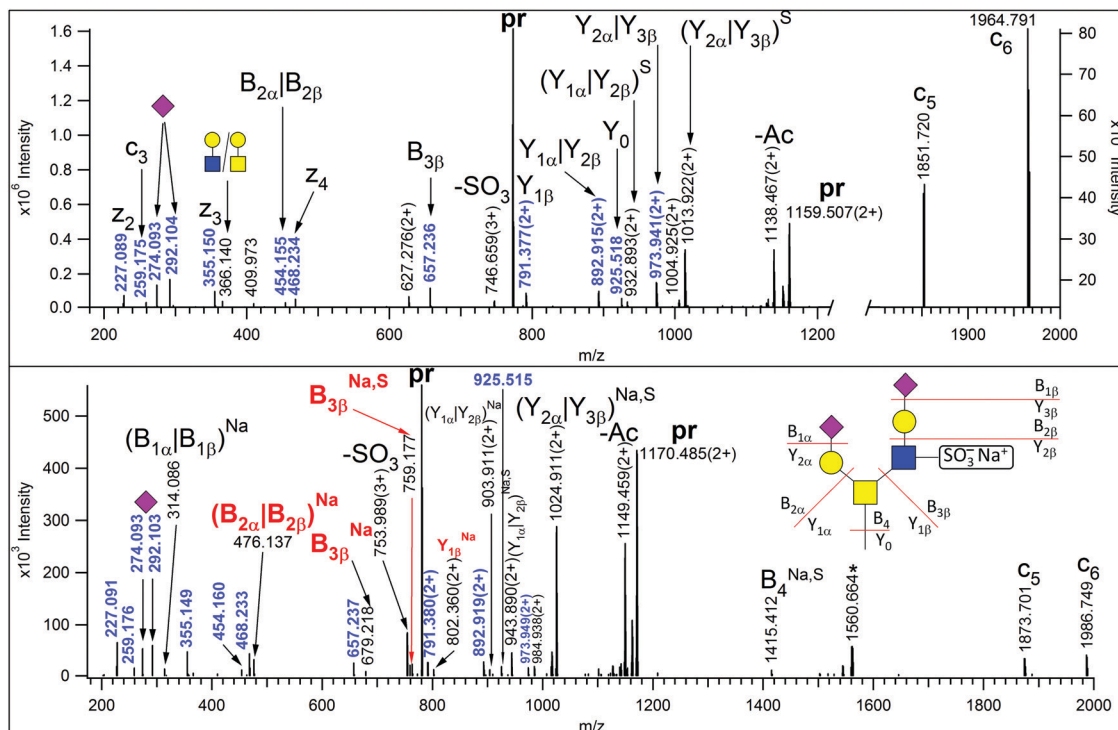 1.6
1.4
1.2
1.0
0.8
0.6
0.4
0.2
0.0
x10⁶ Intensity
z₂
227.089
c₃
259.175
274.093
292.104
z₃
355.150
366.140
409.973
B₂α|B₂β
454.155
z₄
468.234
627.276(2+)
B₃β
657.236
-SO₃
746.659(3+)
pr
Y₁β
791.377(2+)
Y₁α|Y₂β
892.915(2+)
Y₀
925.518
(Y₁α|Y₂β)ˢ
932.893(2+)
Y₂α|Y₃β
973.941(2+)
1004.925(2+)
(Y₂α|Y₃β)ˢ
1013.922(2+)
-Ac
1138.467(2+)
pr
1159.507(2+)
c₅
1851.720
1964.791
c₆
80
70
60
50
40
30
20
Intensity
200 400 600 800 1000 1200 1900 2000
m/z
500
400
300
200
100
0
x10³ Intensity
227.091
259.176
274.093
292.103
(B₁α|B₁β)ᴺᵃ
314.086
355.149
454.160
468.233
(B₂α|B₂β)ᴺᵃ
476.137
657.237
B₃βᴺᵃ
679.218
-SO₃
753.989(3+)
B₃βᴺᵃ,ˢ
759.177
pr
791.380(2+)
Y₁βᴺᵃ
802.360(2+)
892.919(2+)
(Y₁α|Y₂β)ᴺᵃ
903.911(2+)
925.515
943.890(2+)
(Y₁α|Y₂β)ᴺᵃ,ˢ
973.949(2+)
984.938(2+)
(Y₂α|Y₃β)ᴺᵃ,ˢ
1024.911(2+)
-Ac
1149.459(2+)
pr
1170.485(2+)
B₄ᴺᵃ,ˢ
1415.412
1560.664*
c₅
1873.701
c₆
1986.749
B₁β
Y₃β
B₂β
Y₂β
B₁α
Y₂α
SO₃⁻ Na⁺
B₂α
Y₁α
B₄
Y₀
B₃β
Y₁β
200 400 600 800 1000 1200 1400 1600 1800 2000
m/z